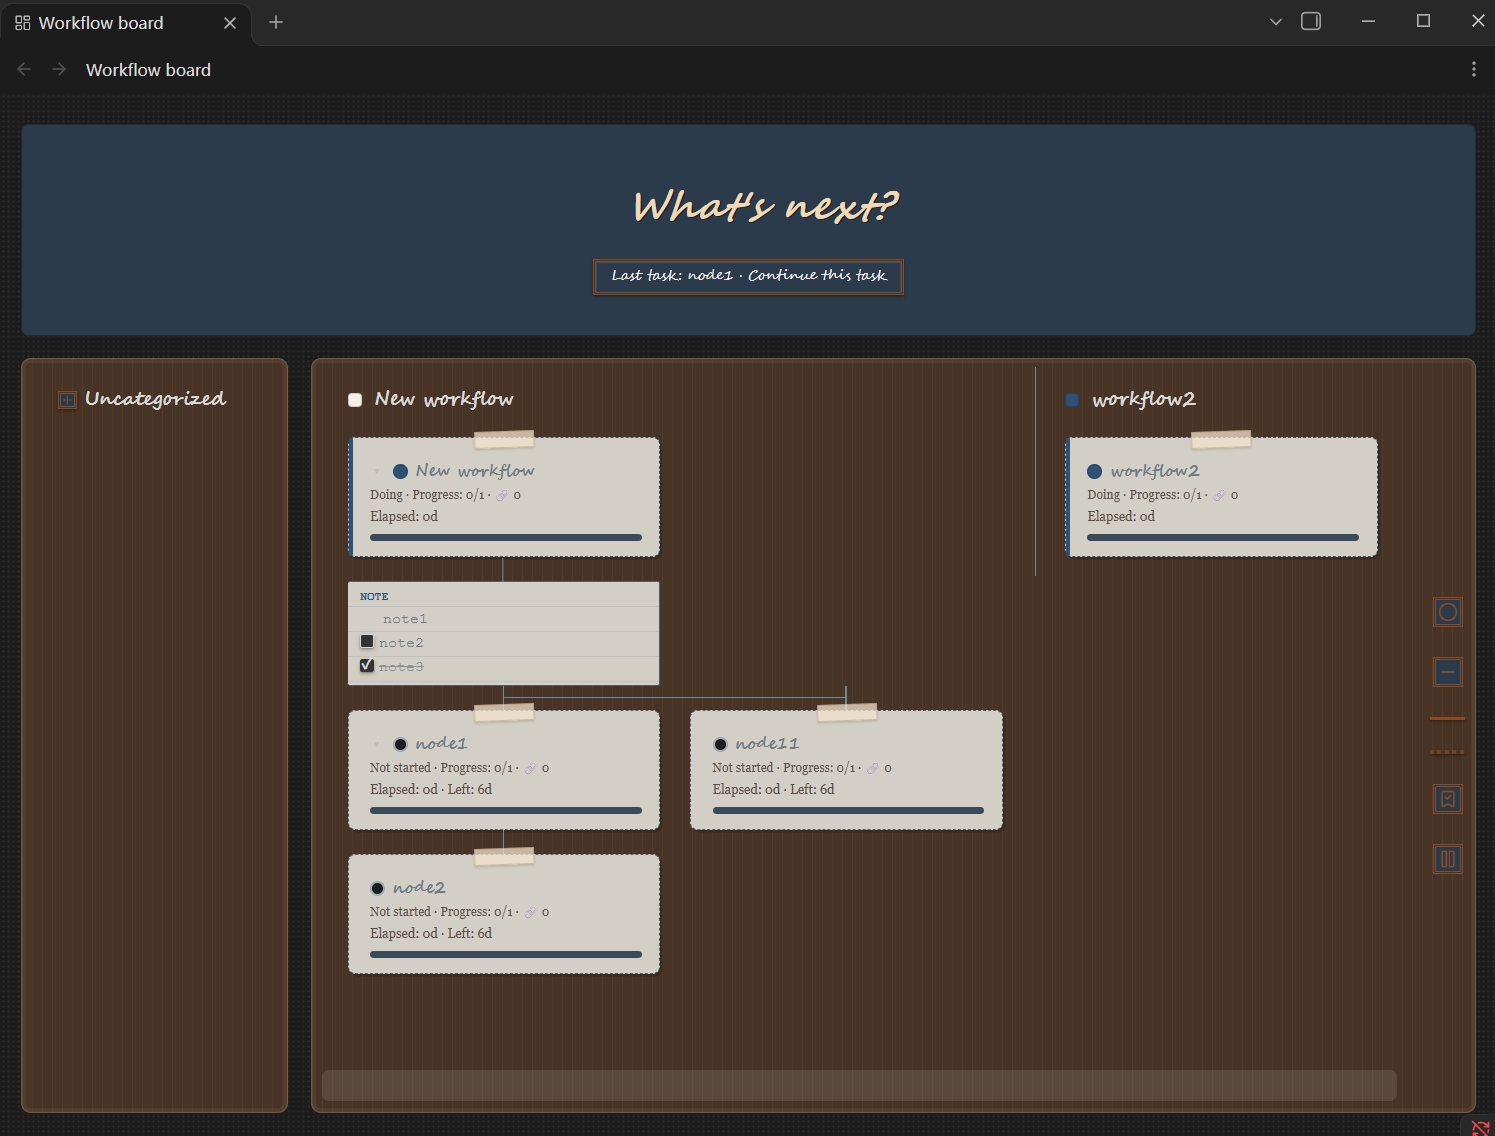 Workflow board
Workflow board
What's next?
Last task: node1 · Continue this task
Uncategorized
New workflow
New workflow
Doing · Progress: 0/1 · 0
Elapsed: 0d
NOTE
note1
note2
note3
node1
Not started · Progress: 0/1 · 0
Elapsed: 0d · Left: 6d
node11
Not started · Progress: 0/1 · 0
Elapsed: 0d · Left: 6d
node2
Not started · Progress: 0/1 · 0
Elapsed: 0d · Left: 6d
workflow2
workflow2
Doing · Progress: 0/1 · 0
Elapsed: 0d